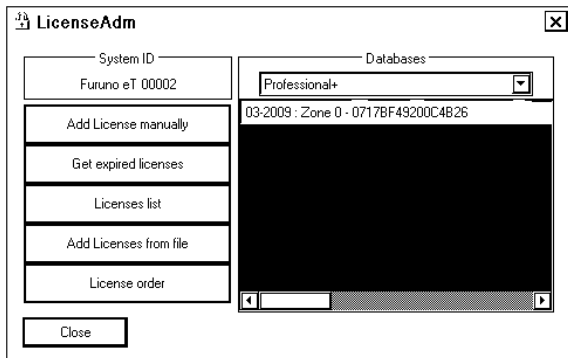 LicenseAdm
System ID
Furuno eT 00002
Add License manually
Get expired licenses
Licenses list
Add Licenses from file
License order
Close
Databases
Professional+
03-2009 : Zone 0 - 0717BF49200C4B26